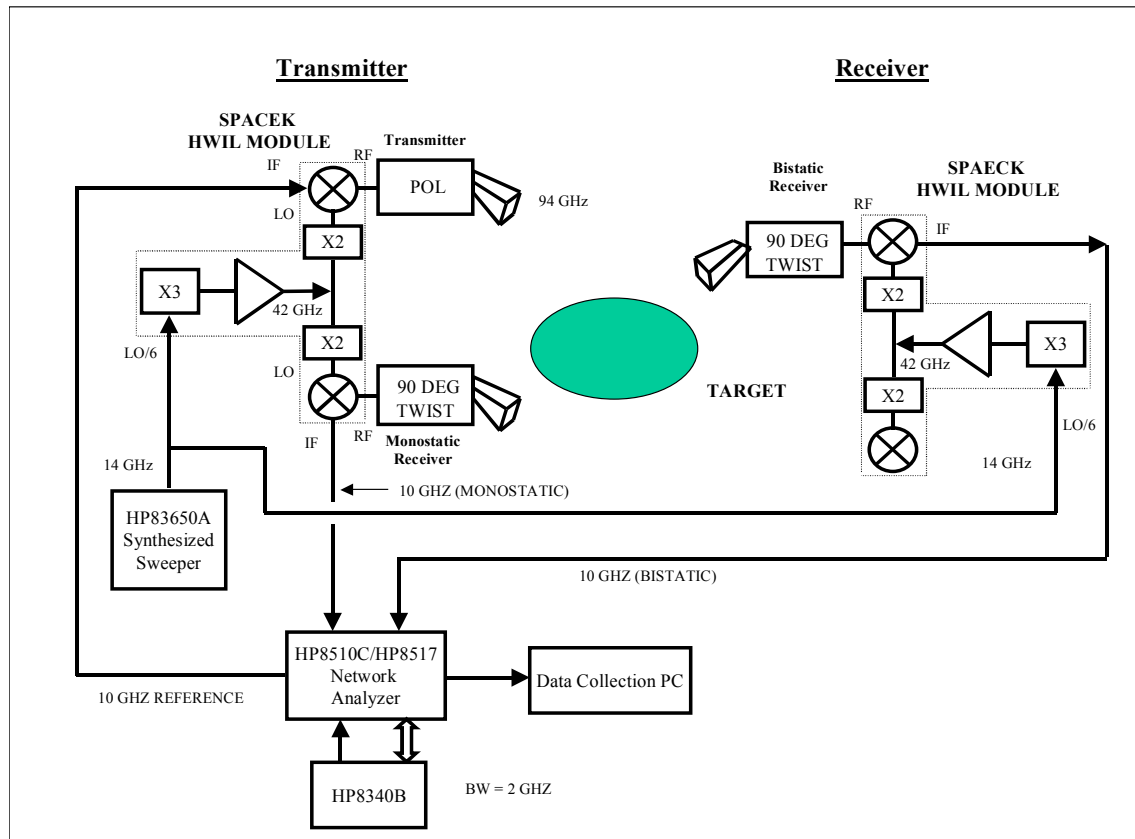 Transmitter
Receiver
SPACEK
HWIL MODULE
Transmitter
IF
RF
POL
LO
94 GHz
X2
X3
42 GHz
X2
LO/6
LO
90 DEG
TWIST
IF
RF
Monostatic
Receiver
14 GHz
10 GHZ (MONOSTATIC)
HP83650A
Synthesized
Sweeper
Bistatic
Receiver
SPAECK
HWIL MODULE
RF
IF
90 DEG
TWIST
X2
X3
42 GHz
TARGET
X2
LO/6
14 GHz
10 GHZ (BISTATIC)
HP8510C/HP8517
Network
Analyzer
Data Collection PC
10 GHZ REFERENCE
HP8340B
BW = 2 GHZ